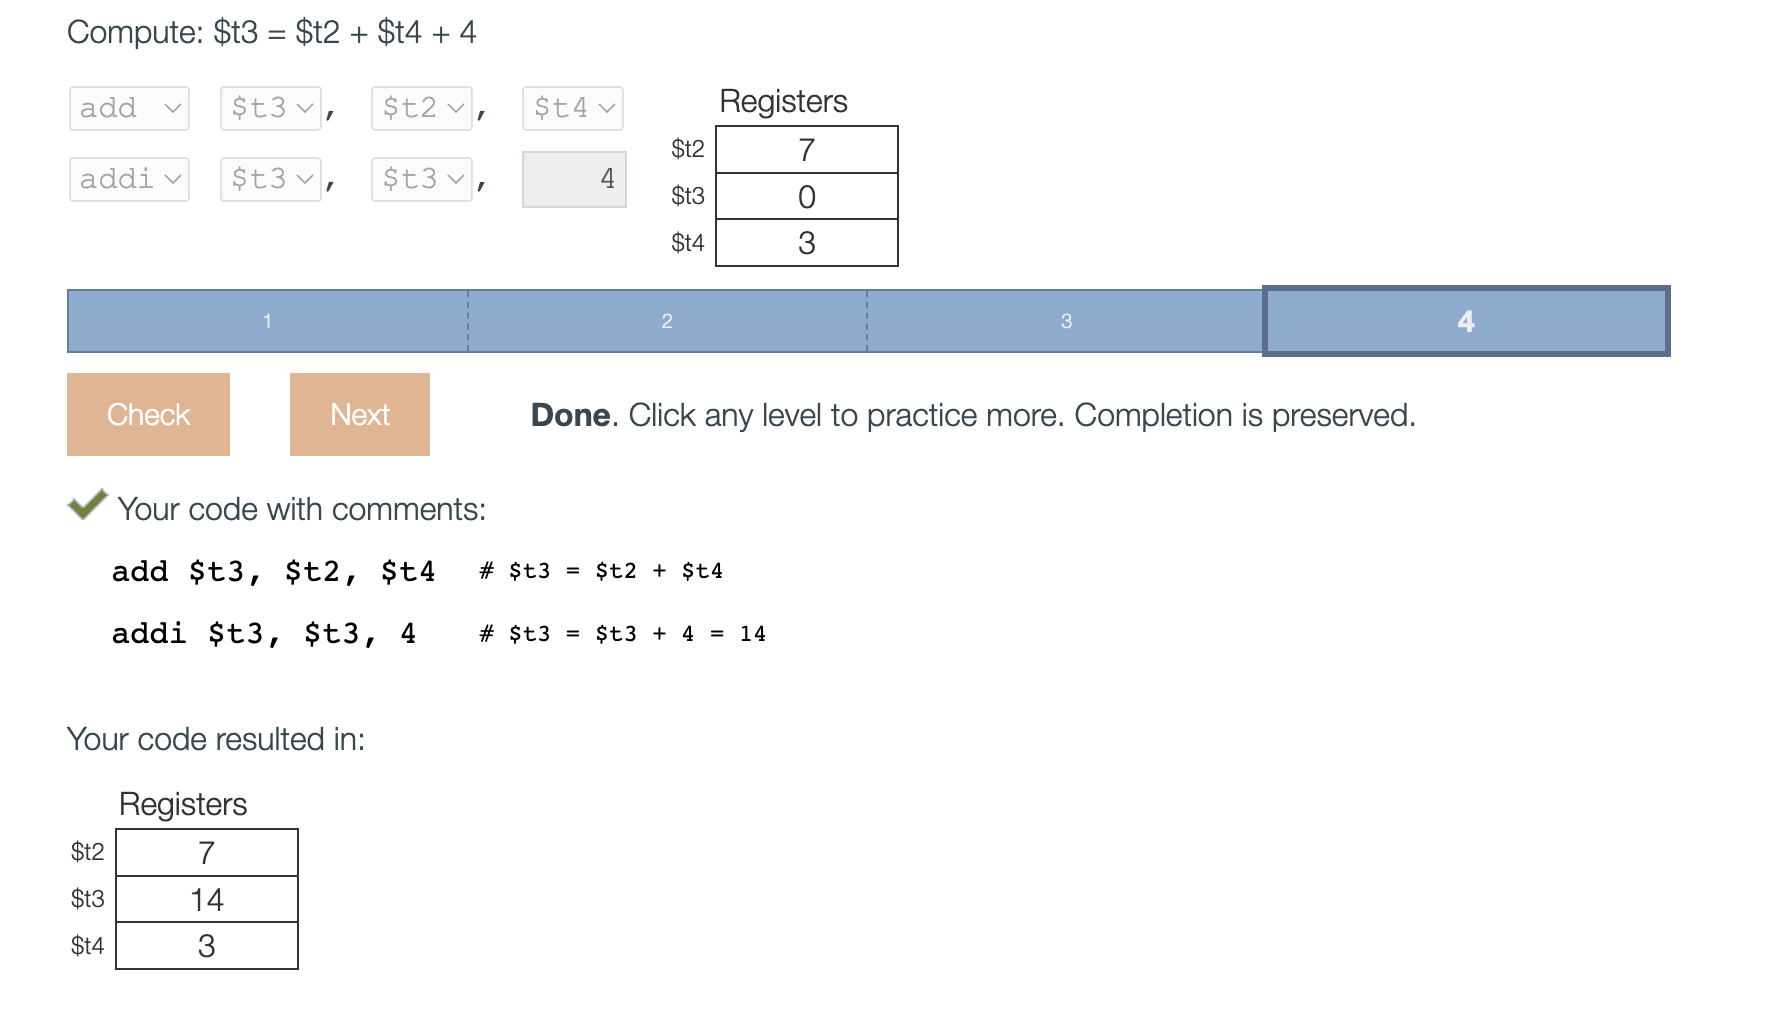 Compute: $t3 = $t2 + $t4 + 4
add $t3, $t2, $t4
addi $t3, $t3, 4
Registers
$t2 7
$t3 0
$t4 3
1 2 3 4
Check Next Done. Click any level to practice more. Completion is preserved.
Your code with comments:
add $t3, $t2, $t4 # $t3 = $t2 + $t4
addi $t3, $t3, 4 # $t3 = $t3 + 4 = 14
Your code resulted in:
Registers
$t2 7
$t3 14
$t4 3